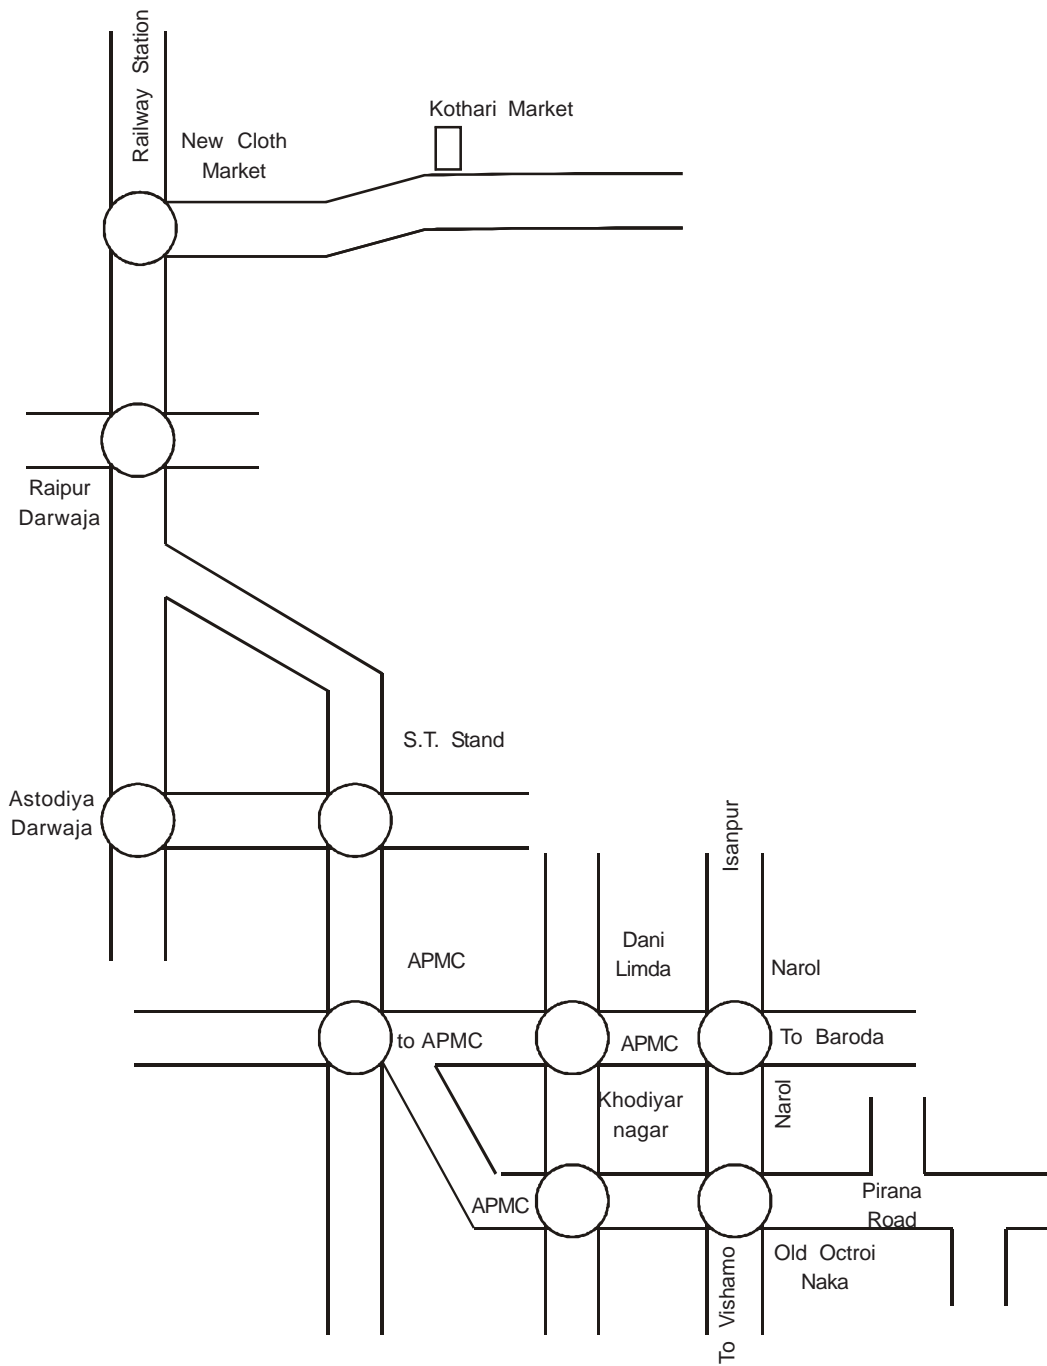 Railway Station
Kothari Market
New Cloth
Market
Raipur
Darwaja
S.T. Stand
Astodiya
Darwaja
Isanpur
APMC
Dani
Limda
Narol
to APMC
APMC
To Baroda
Khodiyar
nagar
Narol
APMC
Pirana
Road
Old Octroi
Naka
To Vishamo